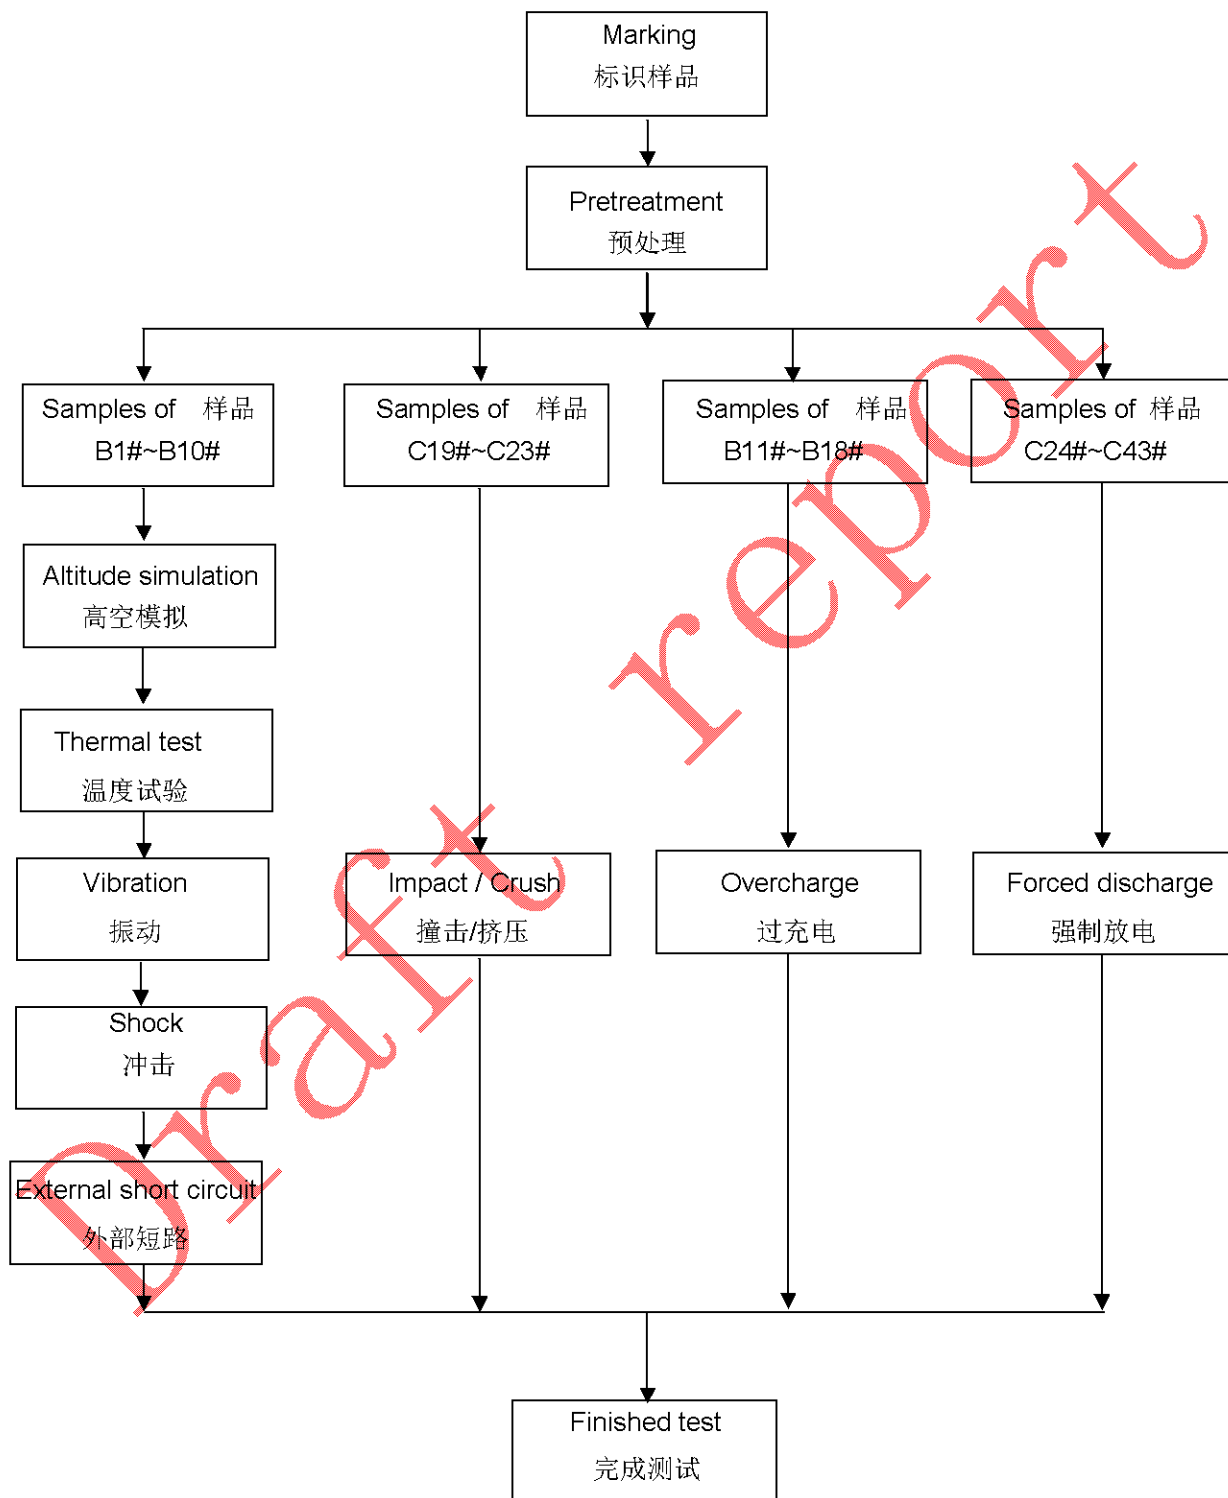 Marking
标识样品
Pretreatment
预处理
Samples of 样品
B1#~B10#
Samples of 样品
C19#~C23#
Samples of 样品
B11#~B18#
Samples of 样品
C24#~C43#
Altitude simulation
高空模拟
Thermal test
温度试验
Vibration
振动
Impact / Crush
撞击/挤压
Overcharge
过充电
Forced discharge
强制放电
Shock
冲击
External short circuit
外部短路
Finished test
完成测试
Draft report